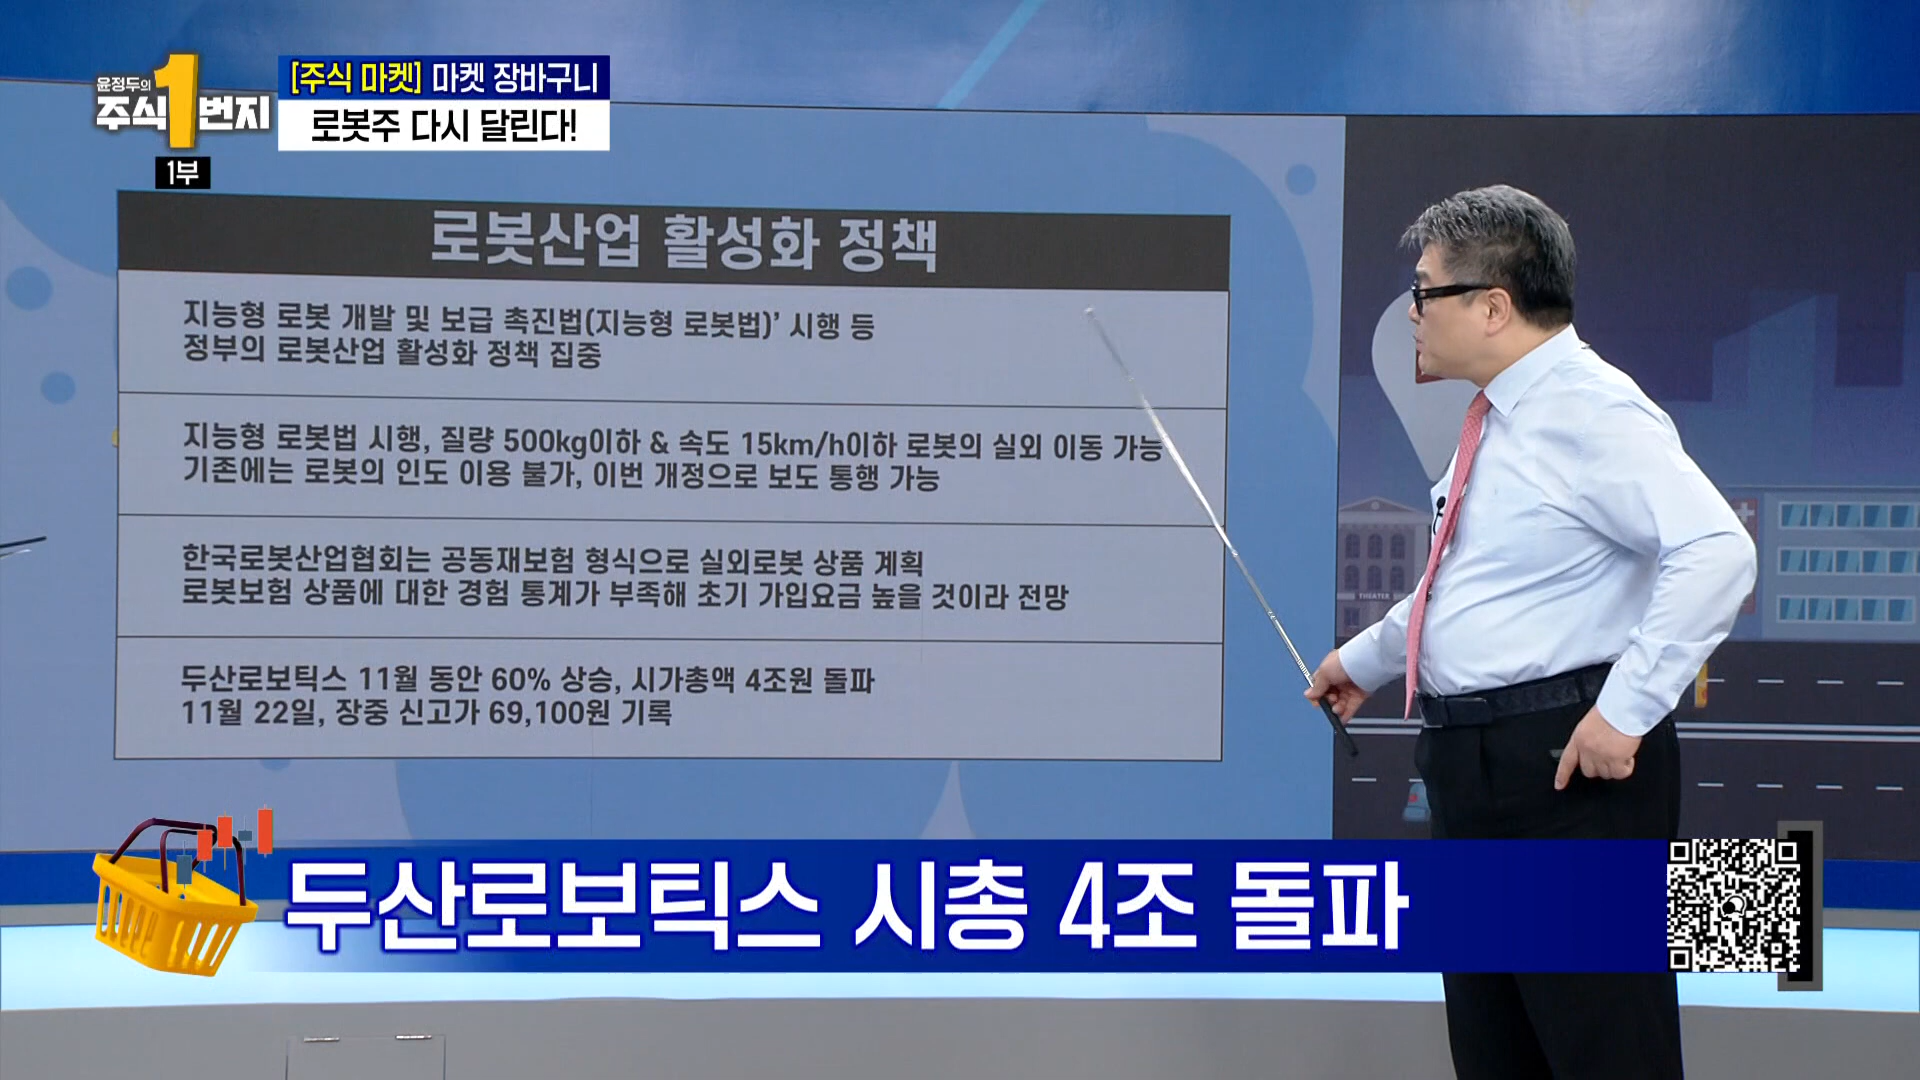 윤정두의
주식1번지
1부
[주식 마켓] 마켓 장바구니
로봇주 다시 달린다!
로봇산업 활성화 정책
지능형 로봇 개발 및 보급 촉진법(지능형 로봇법)’ 시행 등
정부의 로봇산업 활성화 정책 집중
지능형 로봇법 시행, 질량 500kg이하 & 속도 15km/h이하 로봇의 실외 이동 가능
기존에는 로봇의 인도 이용 불가, 이번 개정으로 보도 통행 가능
한국로봇산업협회는 공동재보험 형식으로 실외로봇 상품 계획
로봇보험 상품에 대한 경험 통계가 부족해 초기 가입요금 높을 것이라 전망
두산로보틱스 11월 동안 60% 상승, 시가총액 4조원 돌파
11월 22일, 장중 신고가 69,100원 기록
THEATER
두산로보틱스 시총 4조 돌파